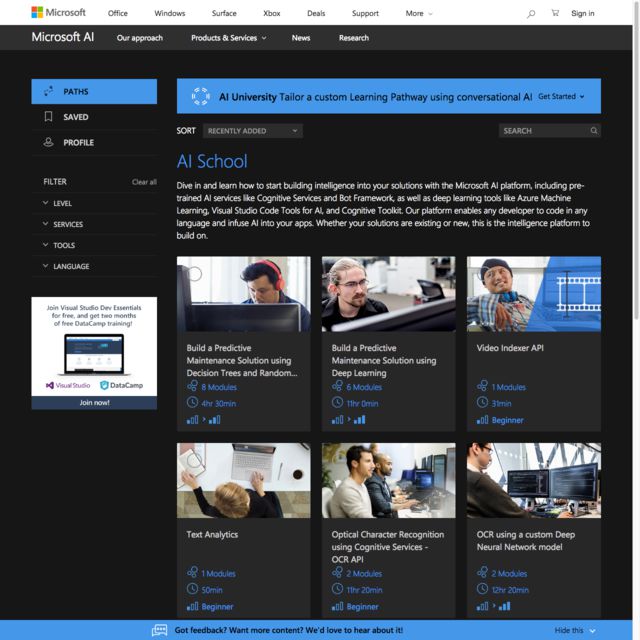 Microsoft
Office
Windows
Surface
Xbox
Deals
Support
More
Sign in
Microsoft AI
Our approach
Products & Services
News
Research
PATHS
SAVED
PROFILE
FILTER
Clear all
LEVEL
SERVICES
TOOLS
LANGUAGE
Join Visual Studio Dev Essentials
for free, and get two months
of free DataCamp training!
Visual Studio
DataCamp
Join now!
AI University Tailor a custom Learning Pathway using conversational AI
Get Started
SORT
RECENTLY ADDED
SEARCH
AI School
Dive in and learn how to start building intelligence into your solutions with the Microsoft AI platform, including pre-
trained AI services like Cognitive Services and Bot Framework, as well as deep learning tools like Azure Machine
Learning, Visual Studio Code Tools for AI, and Cognitive Toolkit. Our platform enables any developer to code in any
language and infuse AI into your apps. Whether your solutions are existing or new, this is the intelligence platform to
build on.
Build a Predictive
Maintenance Solution using
Decision Trees and Random...
8 Modules
4hr 30min
Build a Predictive
Maintenance Solution using
Deep Learning
6 Modules
11hr 0min
Video Indexer API
1 Modules
31min
Beginner
Text Analytics
1 Modules
50min
Beginner
Optical Character Recognition
using Cognitive Services -
OCR API
2 Modules
11hr 20min
Beginner
OCR using a custom Deep
Neural Network model
2 Modules
12hr 20min
Got feedback? Want more content? We'd love to hear about it!
Hide this